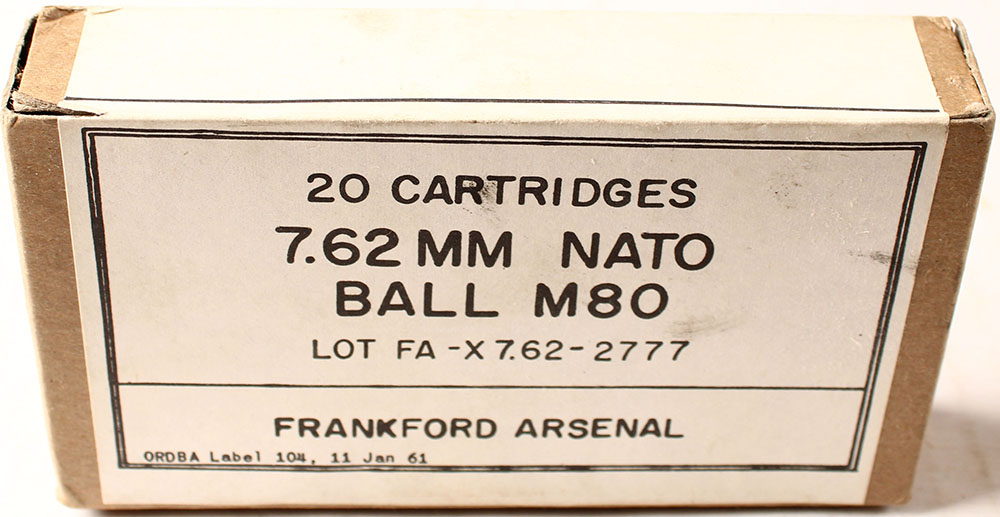 20 CARTRIDGES
7.62 MM NATO
BALL M80
LOT FA -X 7.62-2777
FRANKFORD ARSENAL
ORDBA Label 104, 11 Jan 61